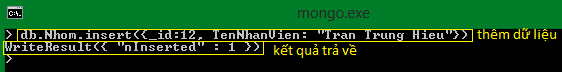 mongo.exe
> db.Nhom.insert({_id:12, TenNhanVien: "Tran Trung Hieu"}) thêm dữ liệu
WriteResult({ "nInserted" : 1 }) kết quả trả về
>